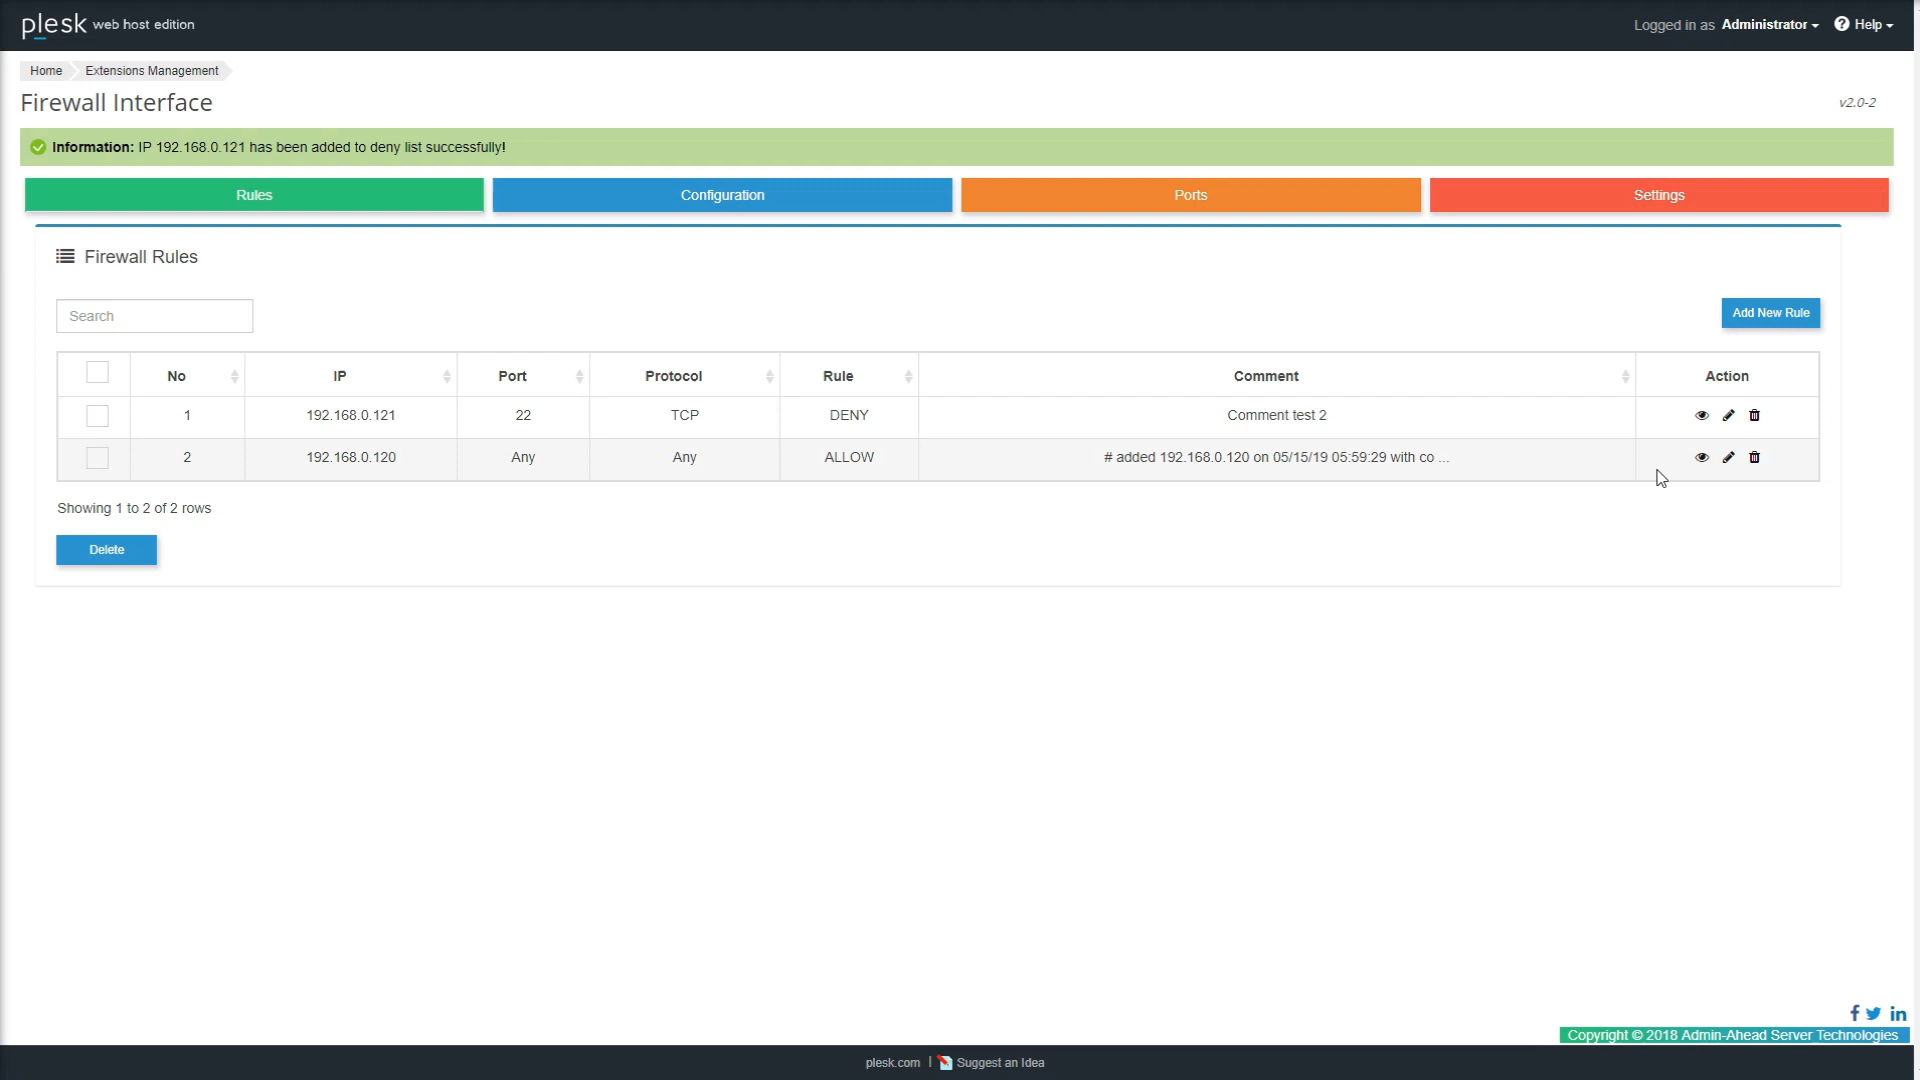 plesk web host edition
Logged in as Administrator
Help
Home
Extensions Management
Firewall Interface
v2.0-2
Information: IP 192.168.0.121 has been added to deny list successfully!
Rules
Configuration
Ports
Settings
Firewall Rules
Search
Add New Rule
No IP Port Protocol Rule Comment Action
1 192.168.0.121 22 TCP DENY Comment test 2
2 192.168.0.120 Any Any ALLOW # added 192.168.0.120 on 05/15/19 05:59:29 with co ...
Showing 1 to 2 of 2 rows
Delete
Copyright © 2018 Admin-Ahead Server Technologies
plesk.com | Suggest an Idea